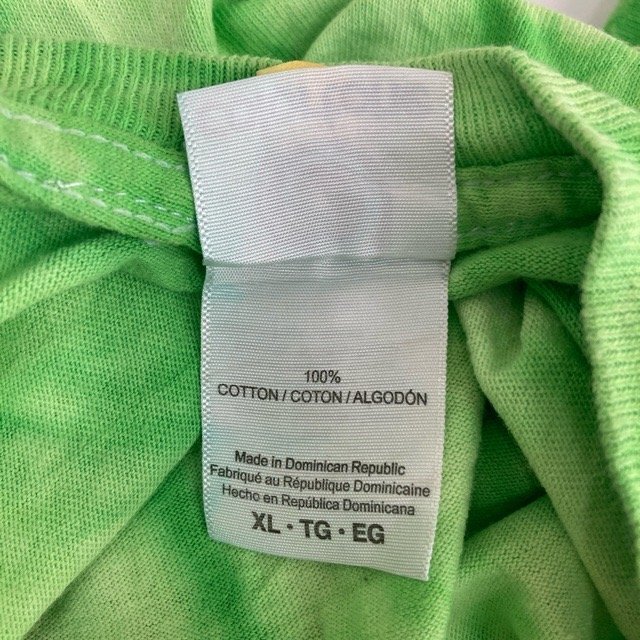 100%
COTTON / COTON / ALGODÓN
Made in Dominican Republic
Fabriqué au République Dominicaine
Hecho en República Dominicana
XL • TG • EG